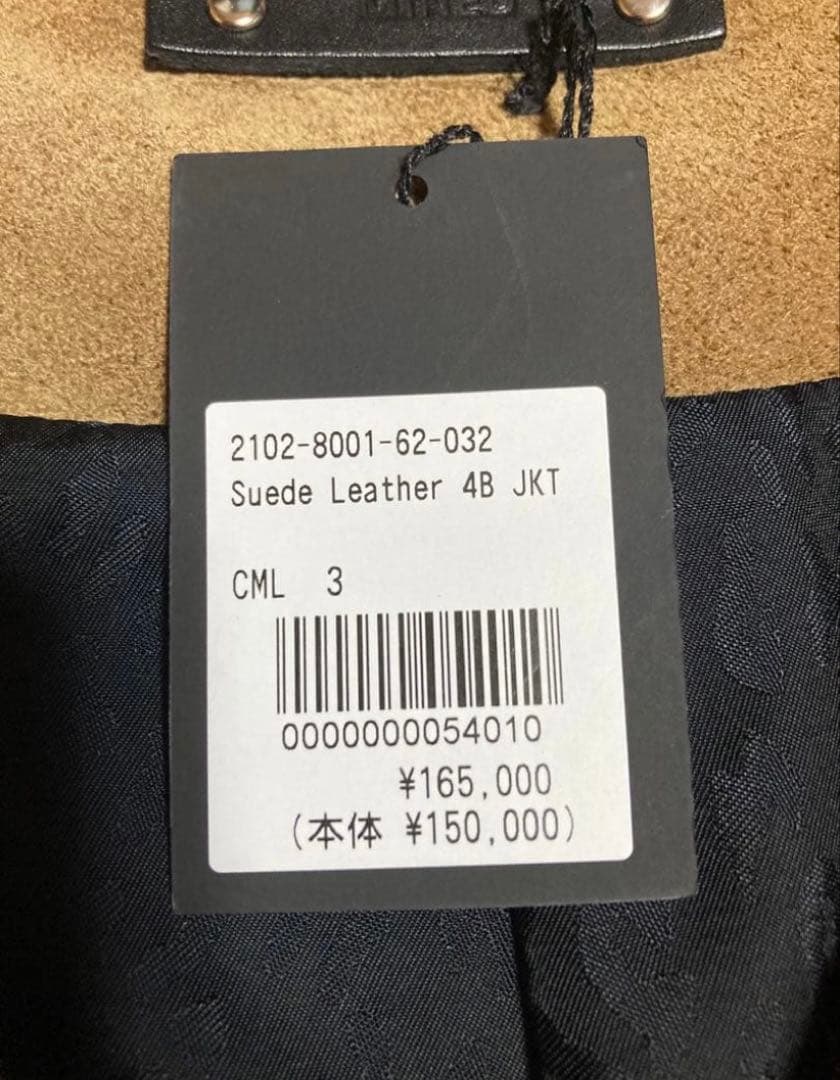 2102-8001-62-032
Suede Leather 4B JKT
CML 3
0000000054010
¥165,000
(本体 ¥150,000)